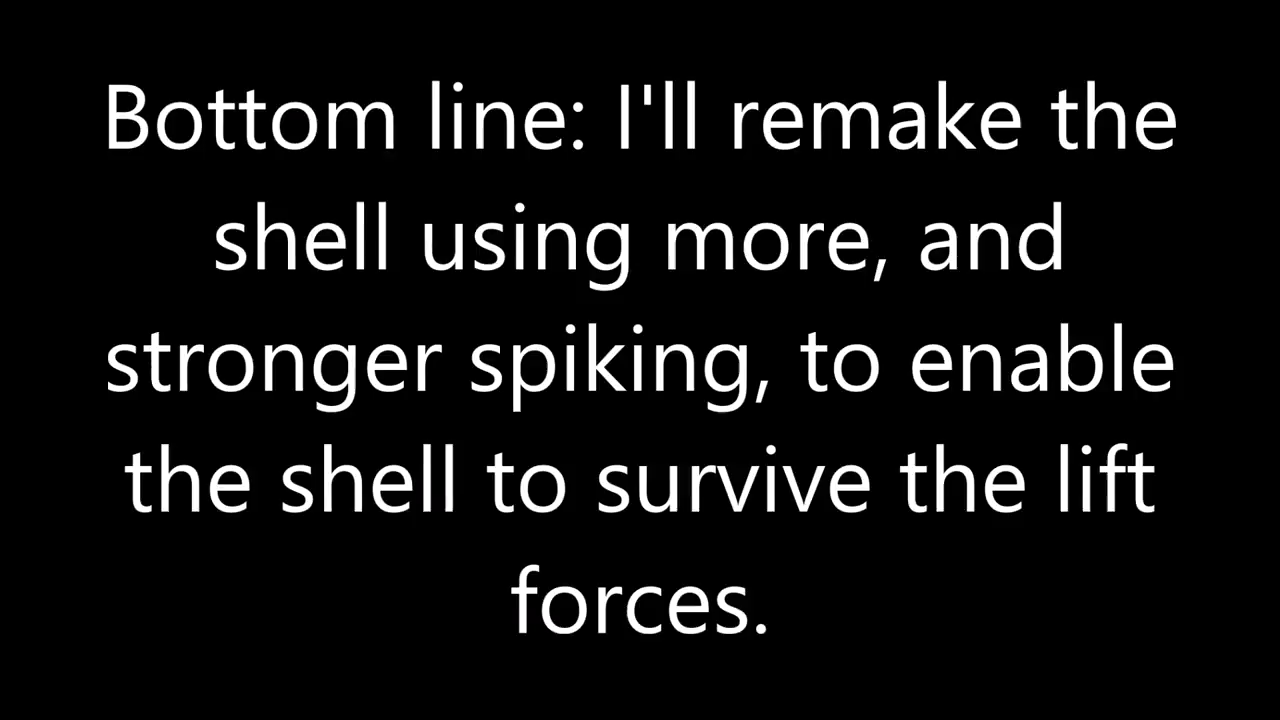 Bottom line: I'll remake the
shell using more, and
stronger spiking, to enable
the shell to survive the lift
forces.